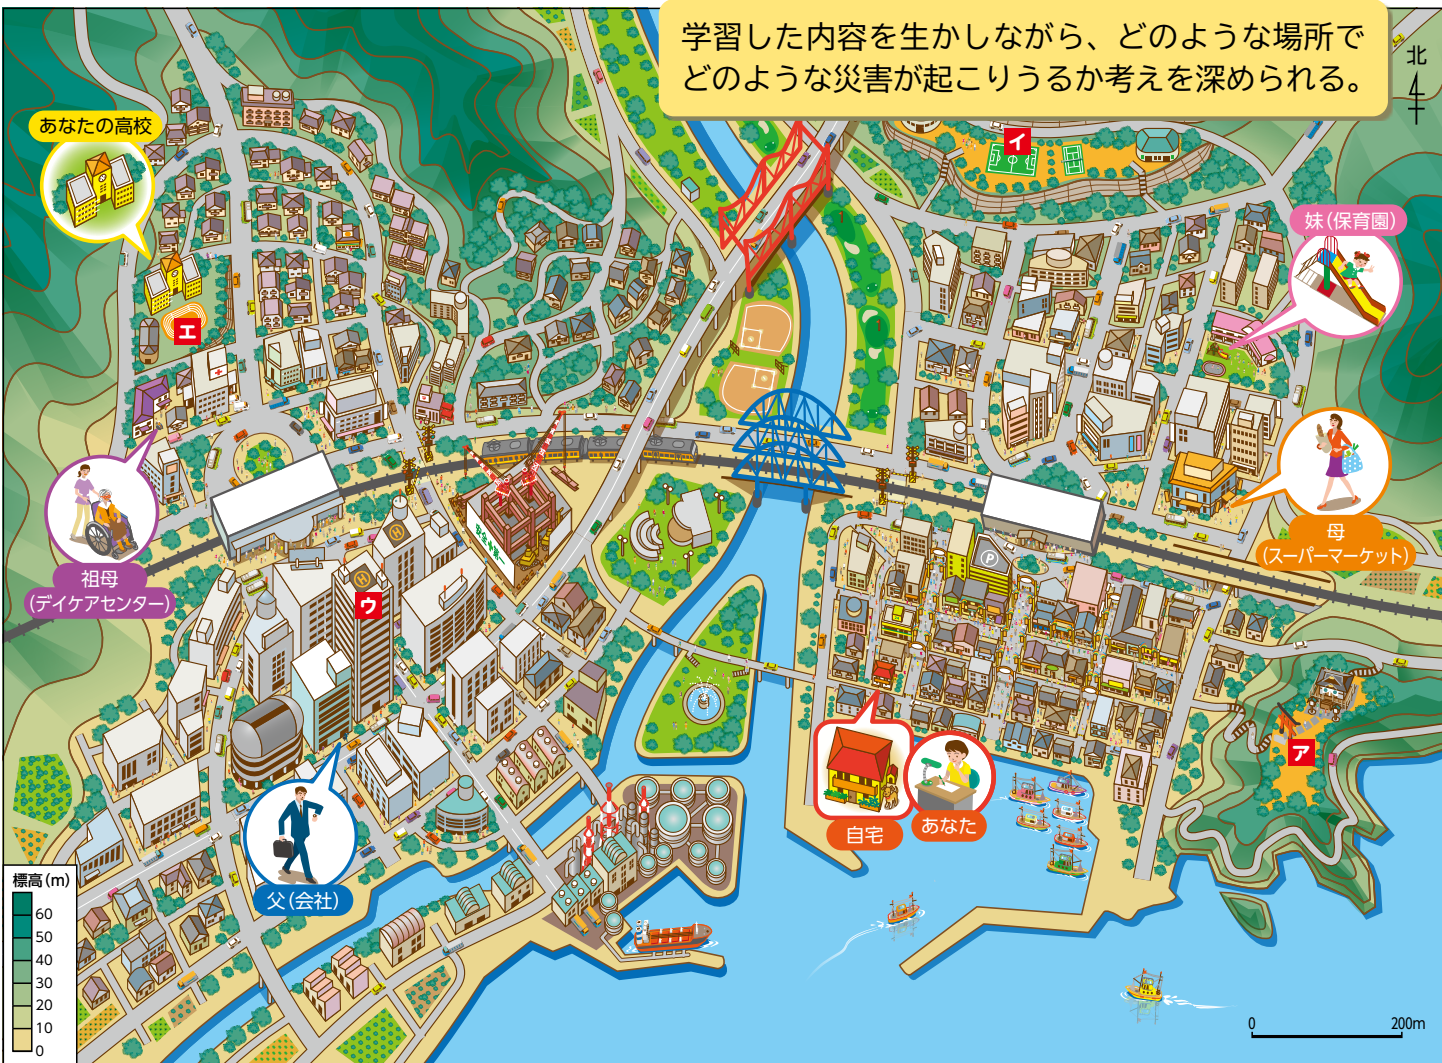 学習した内容を生かしながら、どのような場所で
どのような災害が起こりうるか考えを深められる。
北
あなたの高校
イ
妹(保育園)
エ
母
(スーパーマーケット)
祖母
(デイケアセンター)
H
H
P
ウ
ア
自宅
あなた
父(会社)
標高(m)
60
50
40
30
20
10
0
0 200m